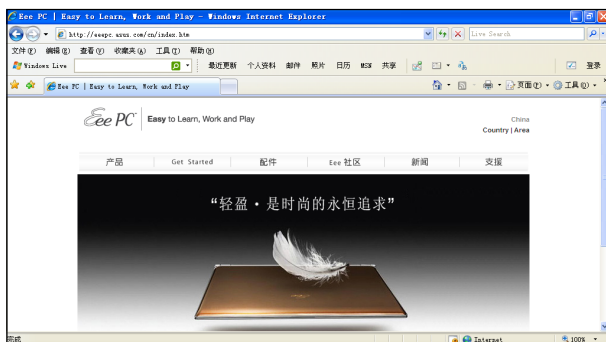 Eee PC | Easy to Learn, Work and Play - Windows Internet Explorer
http://eeepc.asus.com/cn/index.htm
Live Search
文件(F) 编辑(E) 查看(V) 收藏夹(A) 工具(T) 帮助(H)
Windows Live 最近更新 个人资料 邮件 照片 日历 MSN 共享 登录
Eee PC | Easy to Learn, Work and Play 页面(P) 工具(O)
Eee PC Easy to Learn, Work and Play
China
Country | Area
产品 Get Started 配件 Eee 社区 新闻 支援
“轻盈·是时尚的永恒追求”
完成 Internet 100%